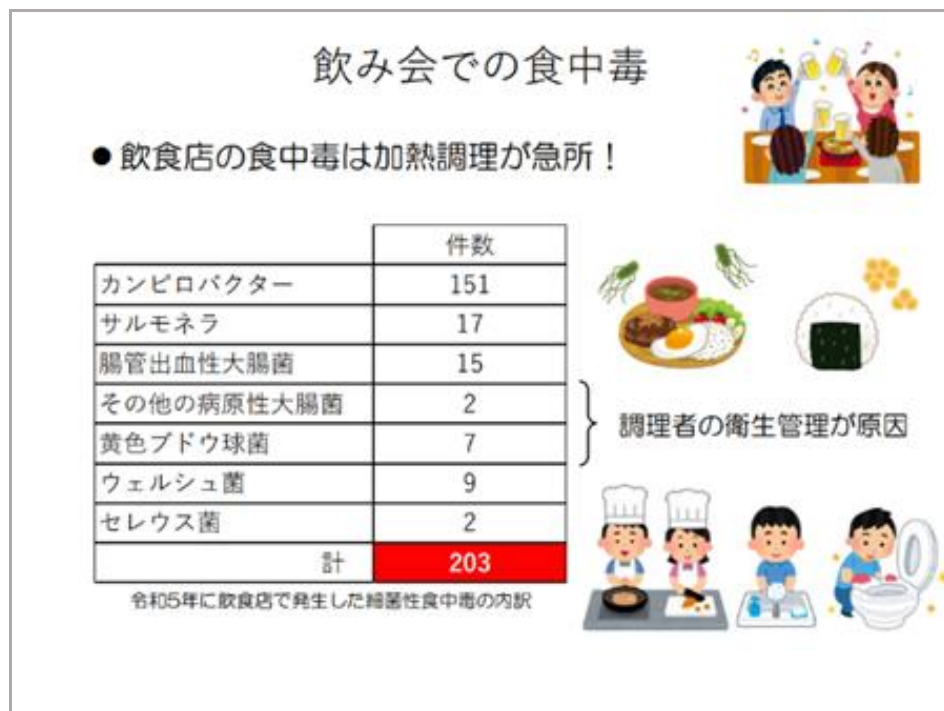 飲み会での食中毒
●飲食店の食中毒は加熱調理が急所！
件数
カンピロバクター 151
サルモネラ 17
腸管出血性大腸菌 15
その他の病原性大腸菌 2
黄色ブドウ球菌 7
調理者の衛生管理が原因
ウェルシュ菌 9
セレウス菌 2
計 203
令和5年に飲食店で発生した細菌性食中毒の内訳